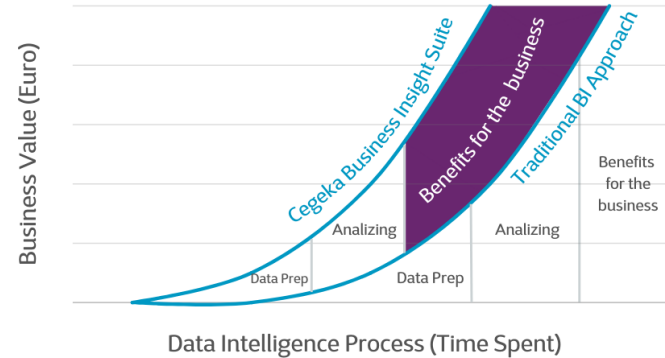 Business Value (Euro)
Cegeka Business Insight Suite
Benefits for the business
Traditional BI Approach
Benefits
for the
business
Analizing
Analizing
Data Prep
Data Prep
Data Intelligence Process (Time Spent)